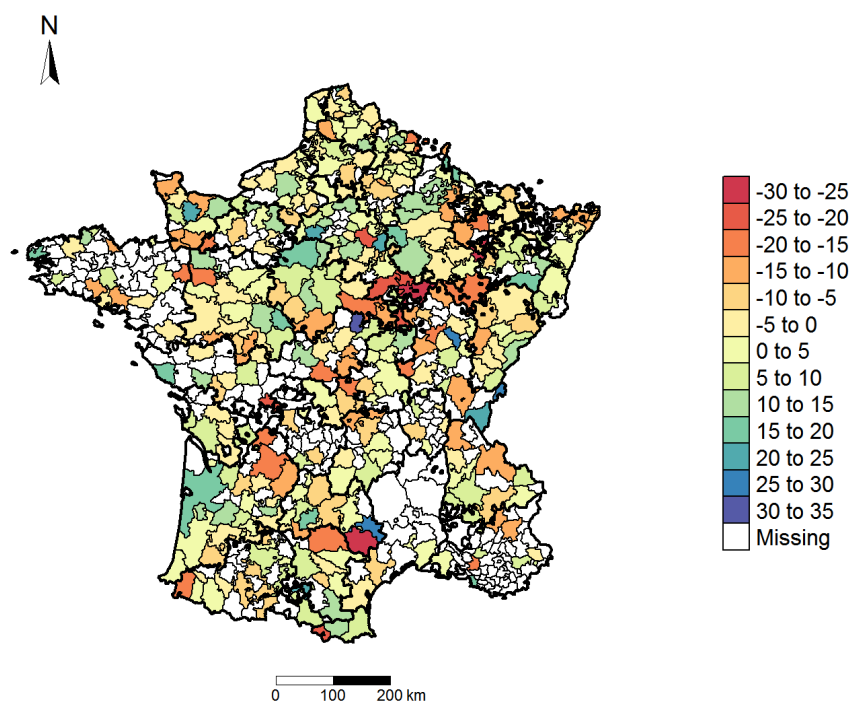 N
-30 to -25
-25 to -20
-20 to -15
-15 to -10
-10 to -5
-5 to 0
0 to 5
5 to 10
10 to 15
15 to 20
20 to 25
25 to 30
30 to 35
Missing
0 100 200 km